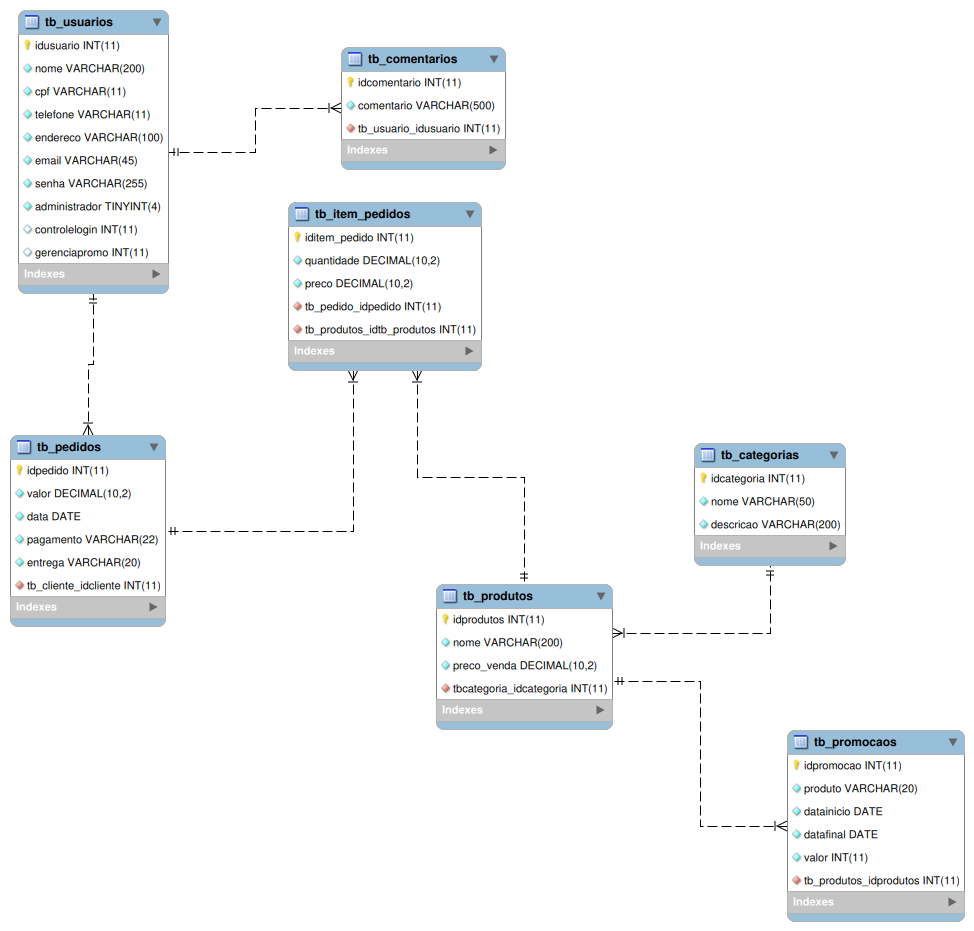 tb_usuarios
idusuario INT(11)
nome VARCHAR(200)
cpf VARCHAR(11)
telefone VARCHAR(11)
endereco VARCHAR(100)
email VARCHAR(45)
senha VARCHAR(255)
administrador TINYINT(4)
controlelogin INT(11)
gerenciapromo INT(11)
Indexes
tb_comentarios
idcomentario INT(11)
comentario VARCHAR(500)
tb_usuario_idusuario INT(11)
Indexes
tb_item_pedidos
iditem_pedido INT(11)
quantidade DECIMAL(10,2)
preco DECIMAL(10,2)
tb_pedido_idpedido INT(11)
tb_produtos_idtb_produtos INT(11)
Indexes
tb_pedidos
idpedido INT(11)
valor DECIMAL(10,2)
data DATE
pagamento VARCHAR(22)
entrega VARCHAR(20)
tb_cliente_idcliente INT(11)
Indexes
tb_categorias
idcategoria INT(11)
nome VARCHAR(50)
descricao VARCHAR(200)
Indexes
tb_produtos
idprodutos INT(11)
nome VARCHAR(200)
preco_venda DECIMAL(10,2)
tbcategoria_idcategoria INT(11)
Indexes
tb_promocaos
idpromocao INT(11)
produto VARCHAR(20)
datainicio DATE
datafinal DATE
valor INT(11)
tb_produtos_idprodutos INT(11)
Indexes